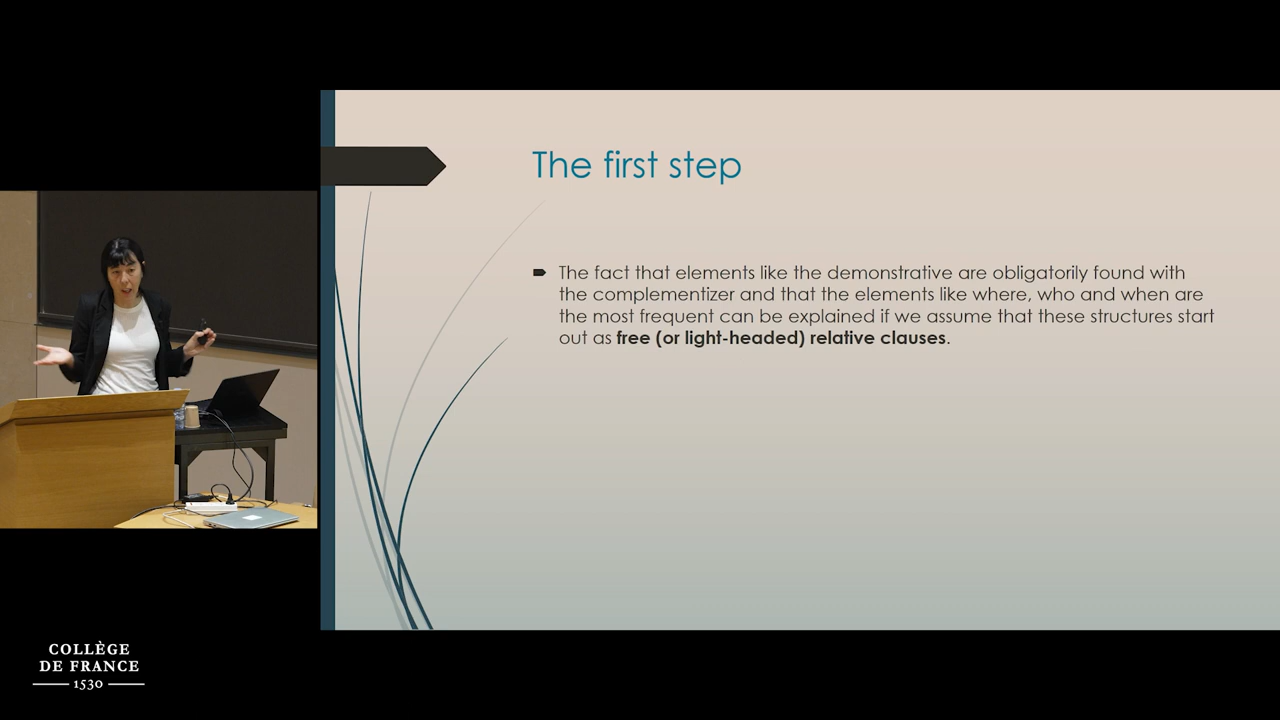 The first step
The fact that elements like the demonstrative are obligatorily found with
the complementizer and that the elements like where, who and when are
the most frequent can be explained if we assume that these structures start
out as free (or light-headed) relative clauses.
COLLÈGE
DE FRANCE
1530